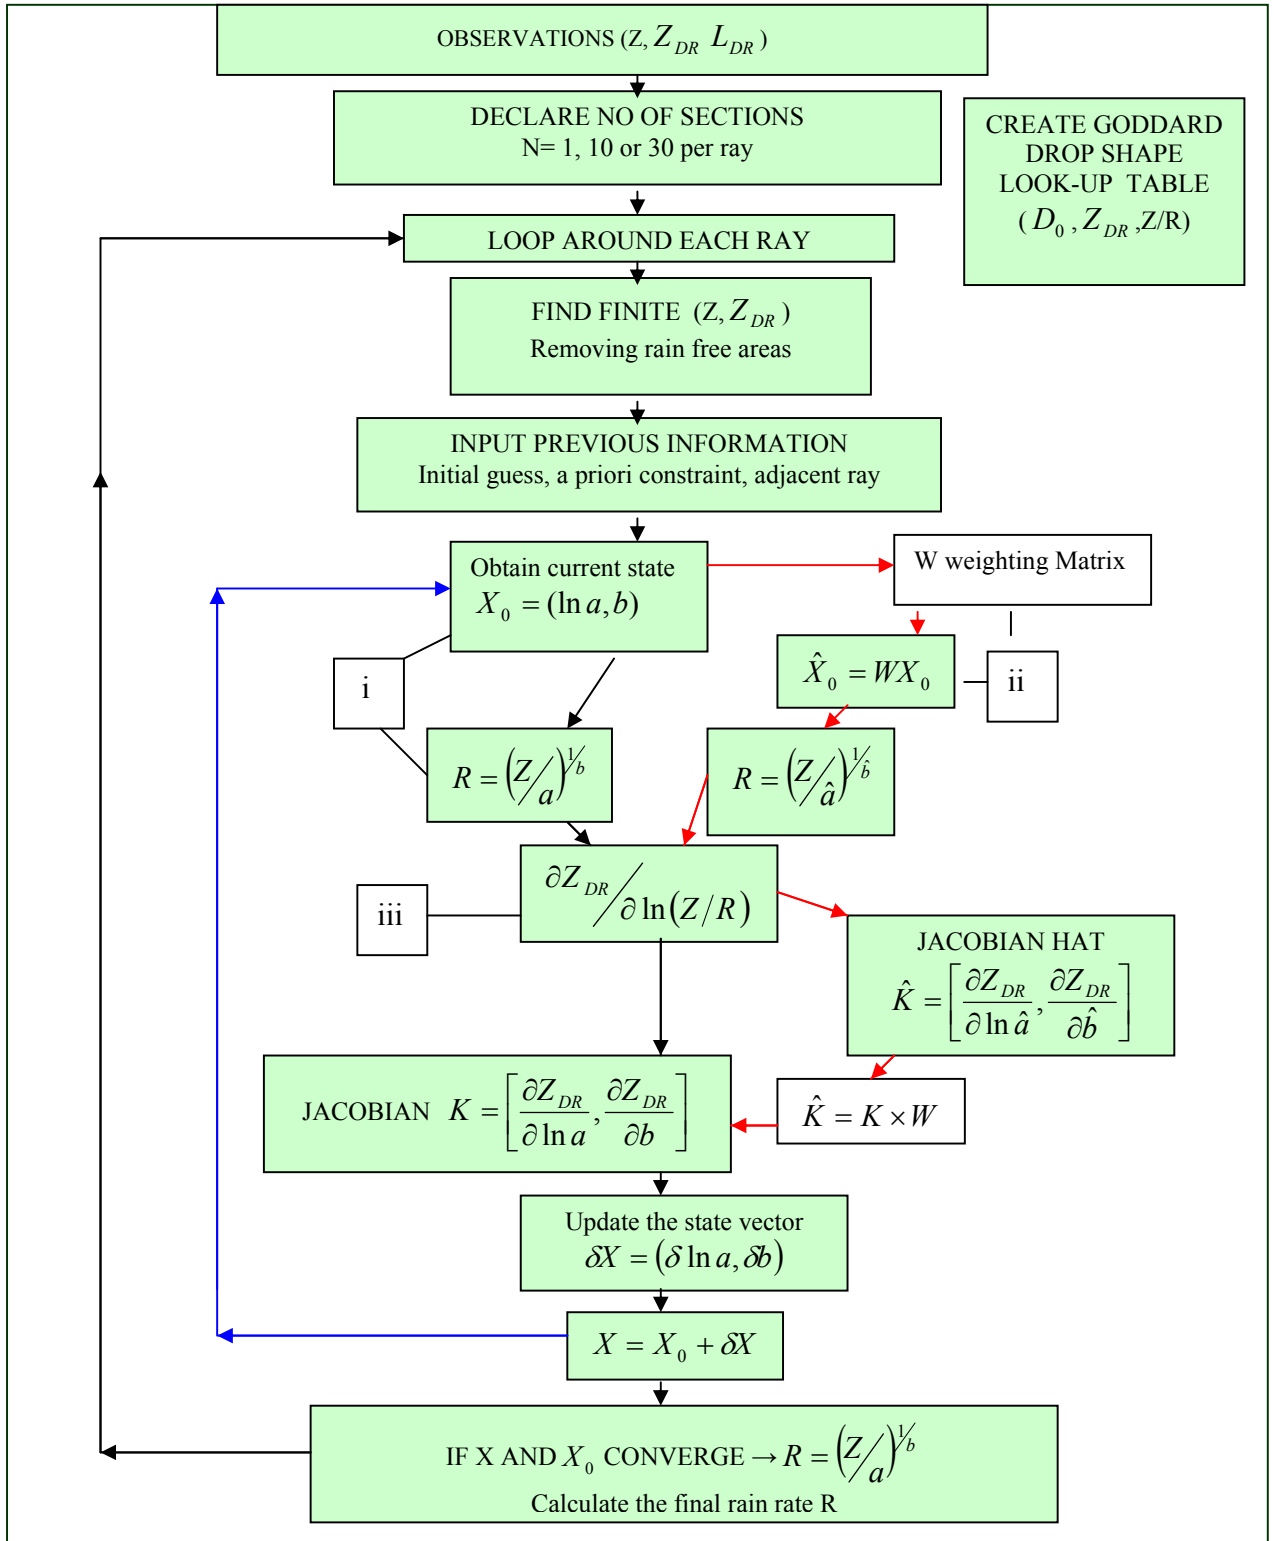 OBSERVATIONS (Z, Z_DR L_DR )
DECLARE NO OF SECTIONS
N= 1, 10 or 30 per ray
CREATE GODDARD
DROP SHAPE
LOOK-UP TABLE
( D_0 , Z_DR ,Z/R)
LOOP AROUND EACH RAY
FIND FINITE (Z, Z_DR )
Removing rain free areas
INPUT PREVIOUS INFORMATION
Initial guess, a priori constraint, adjacent ray
Obtain current state
X_0 = (ln a, b)
W weighting Matrix
X̂_0 = WX_0
i
ii
R = (Z/a)^{1/b}
R = (Z/â)^{1/b̂}
∂Z_DR / ∂ ln(Z/R)
iii
JACOBIAN HAT
K̂ = [∂Z_DR/∂ ln â , ∂Z_DR/∂b̂]
JACOBIAN K = [∂Z_DR/∂ ln a , ∂Z_DR/∂b]
K̂ = K × W
Update the state vector
δX = (δ ln a, δb)
X = X_0 + δX
IF X AND X_0 CONVERGE → R = (Z/a)^{1/b}
Calculate the final rain rate R